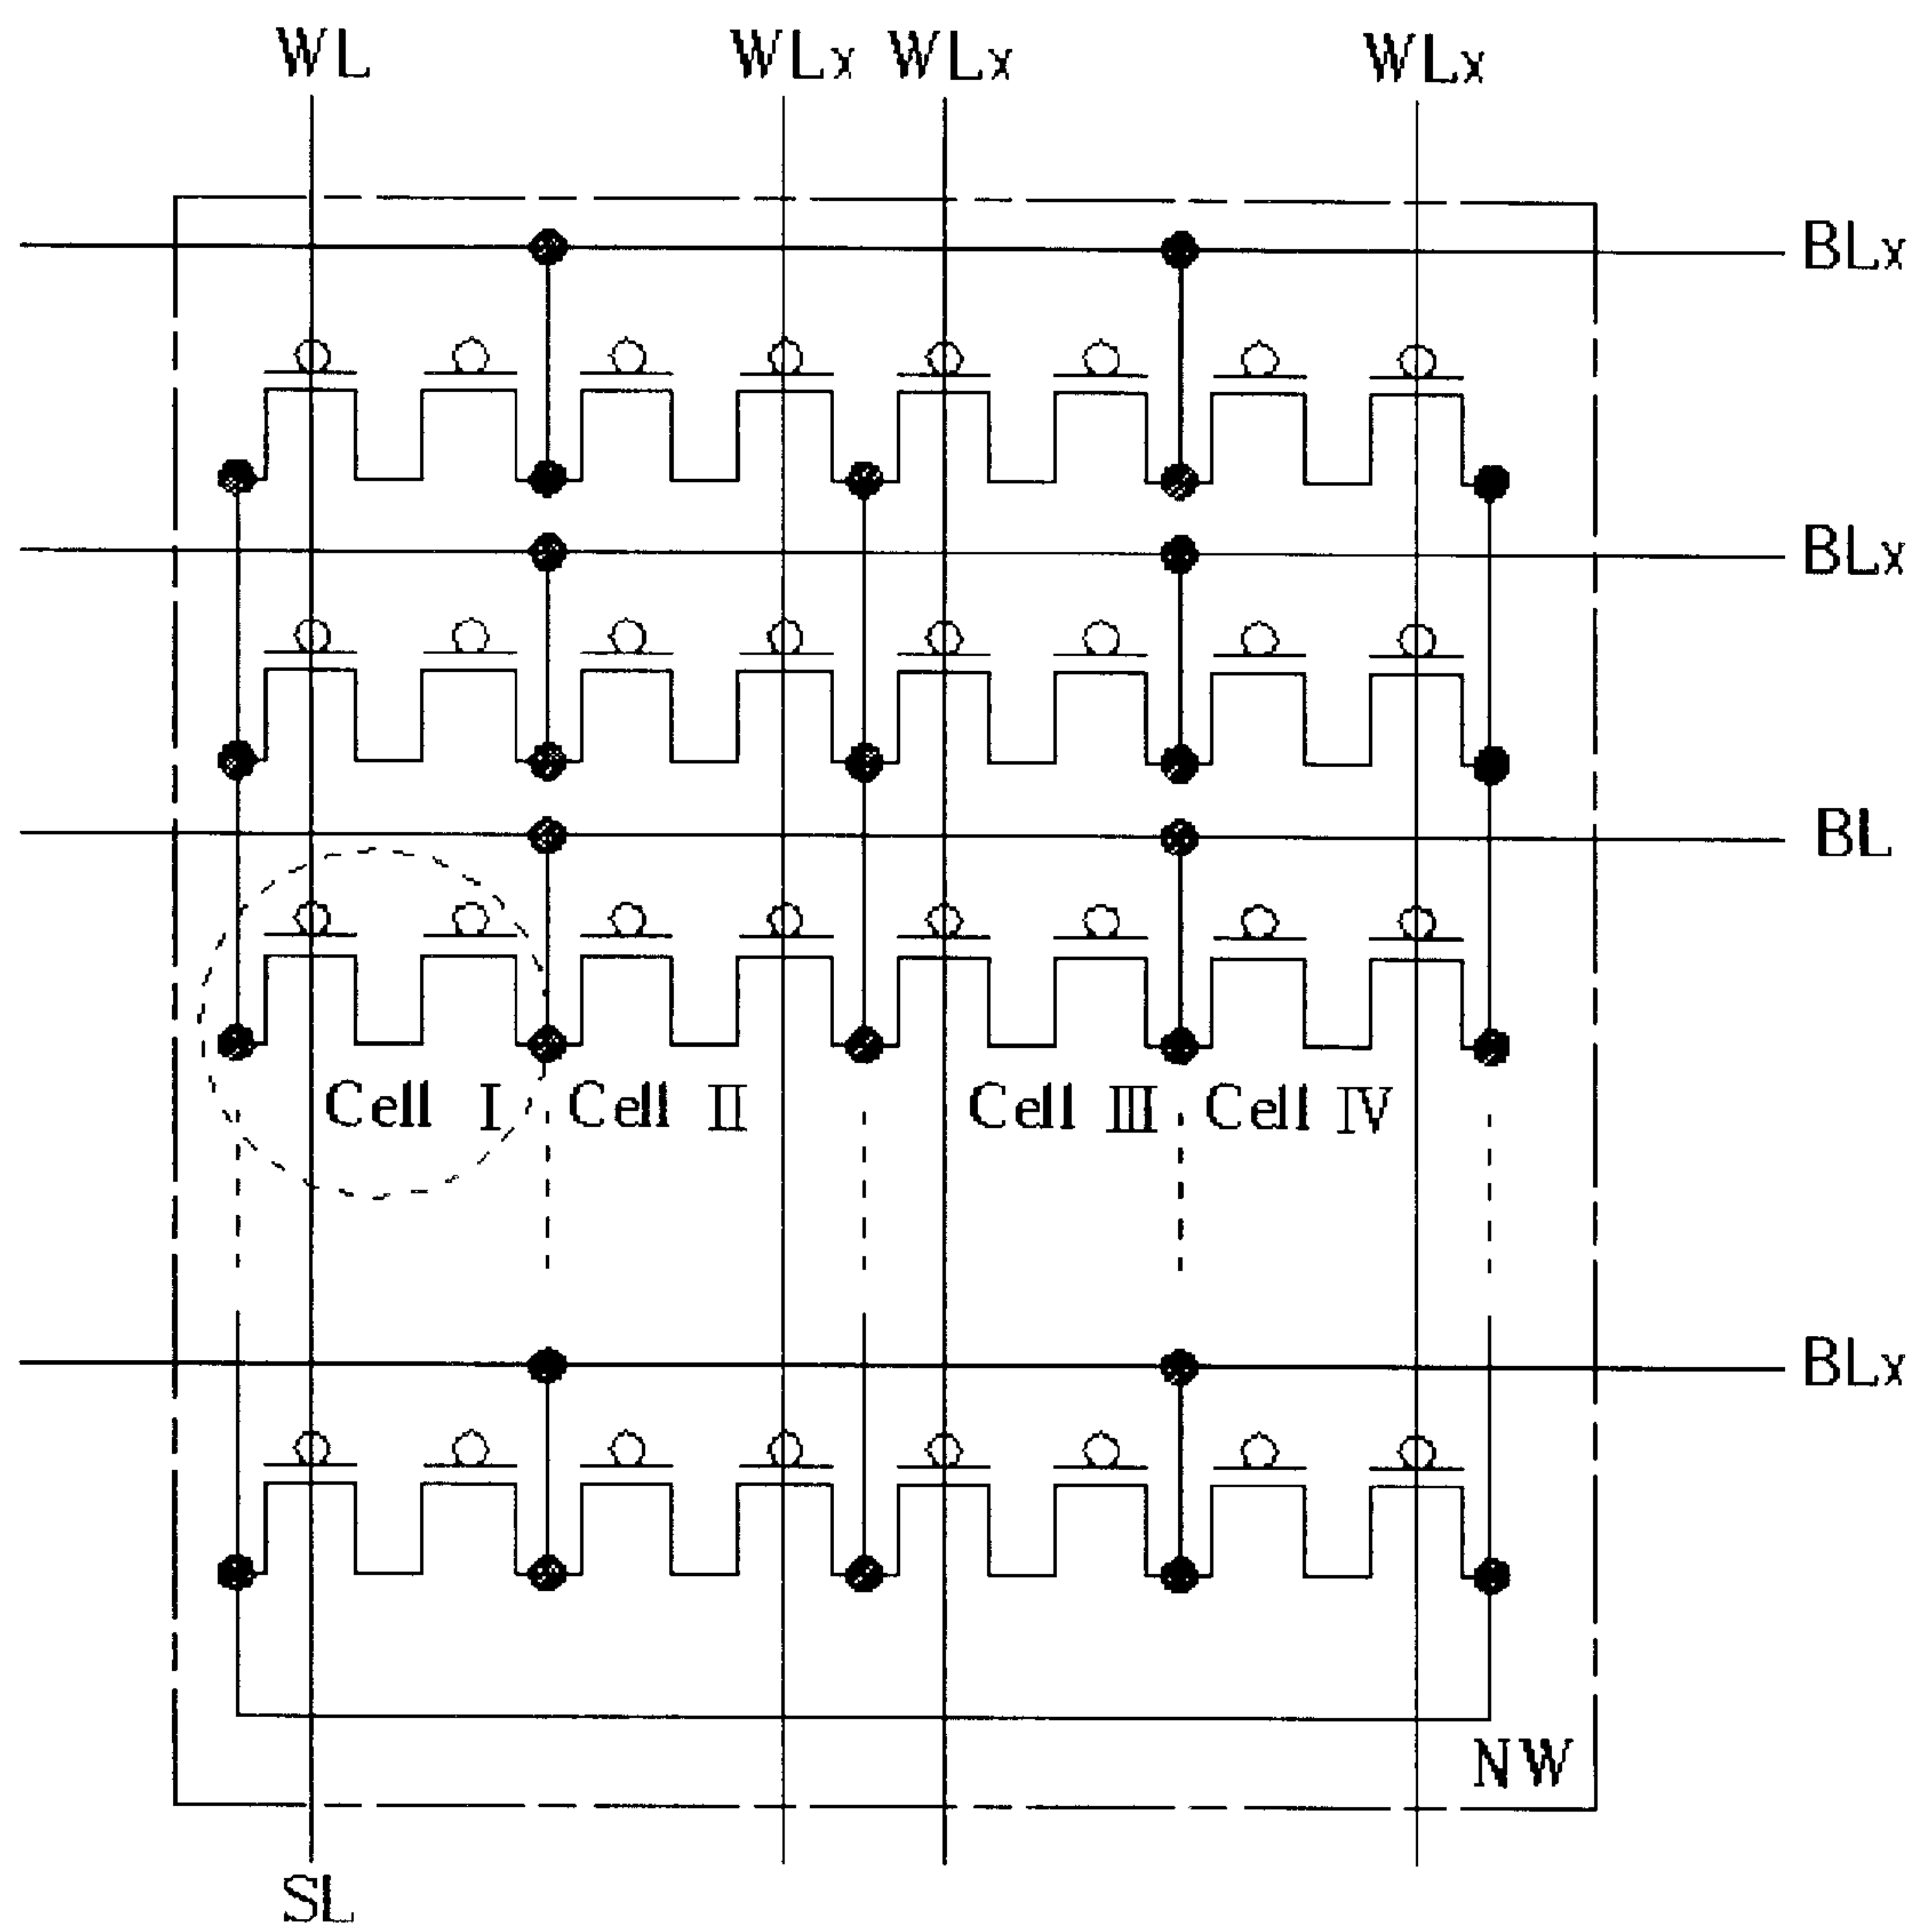 WL WLx WLx WLx
BLx
BLx
BL
Cell I Cell II Cell III Cell IV
BLx
NW
SL